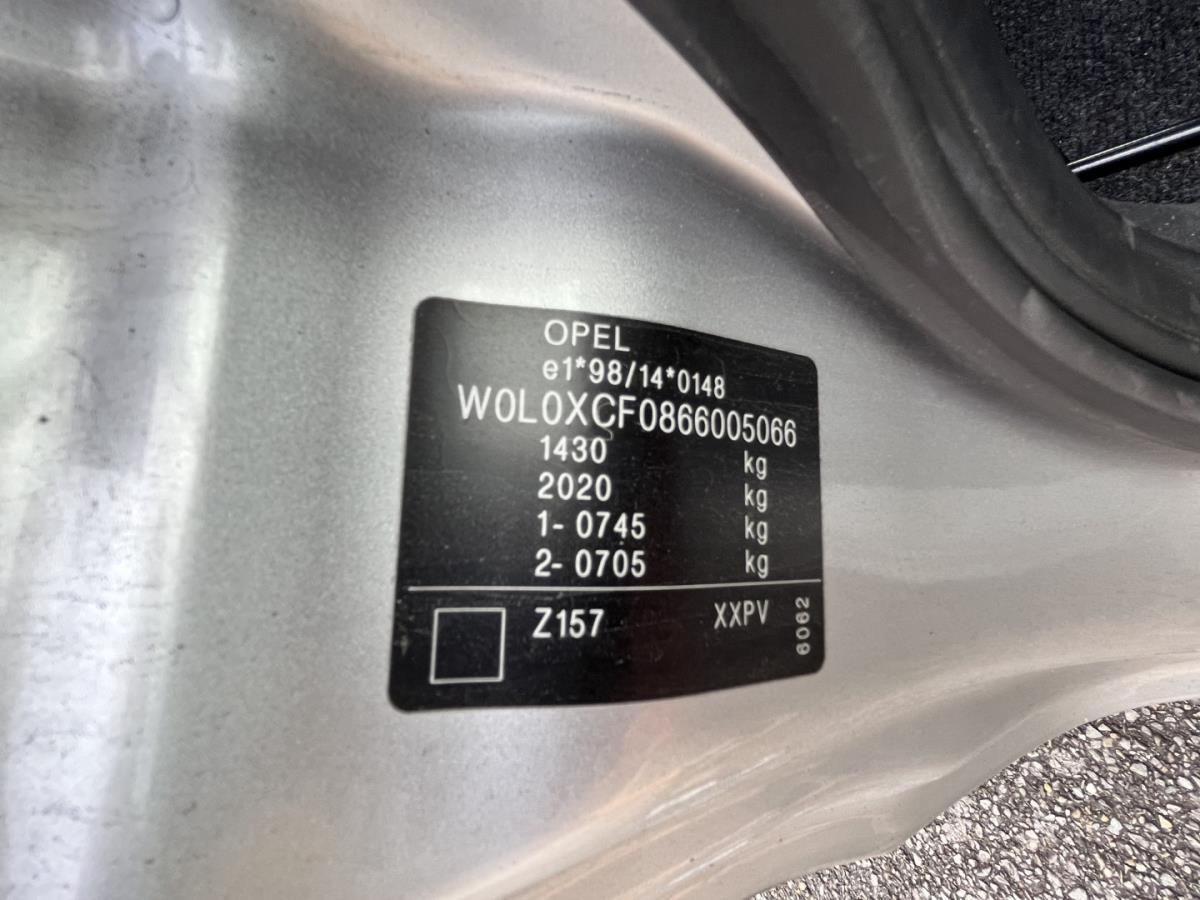 OPEL
e1*98/14*0148
W0L0XCF0866005066
1430 kg
2020 kg
1- 0745 kg
2- 0705 kg
Z157 XXPV
6062